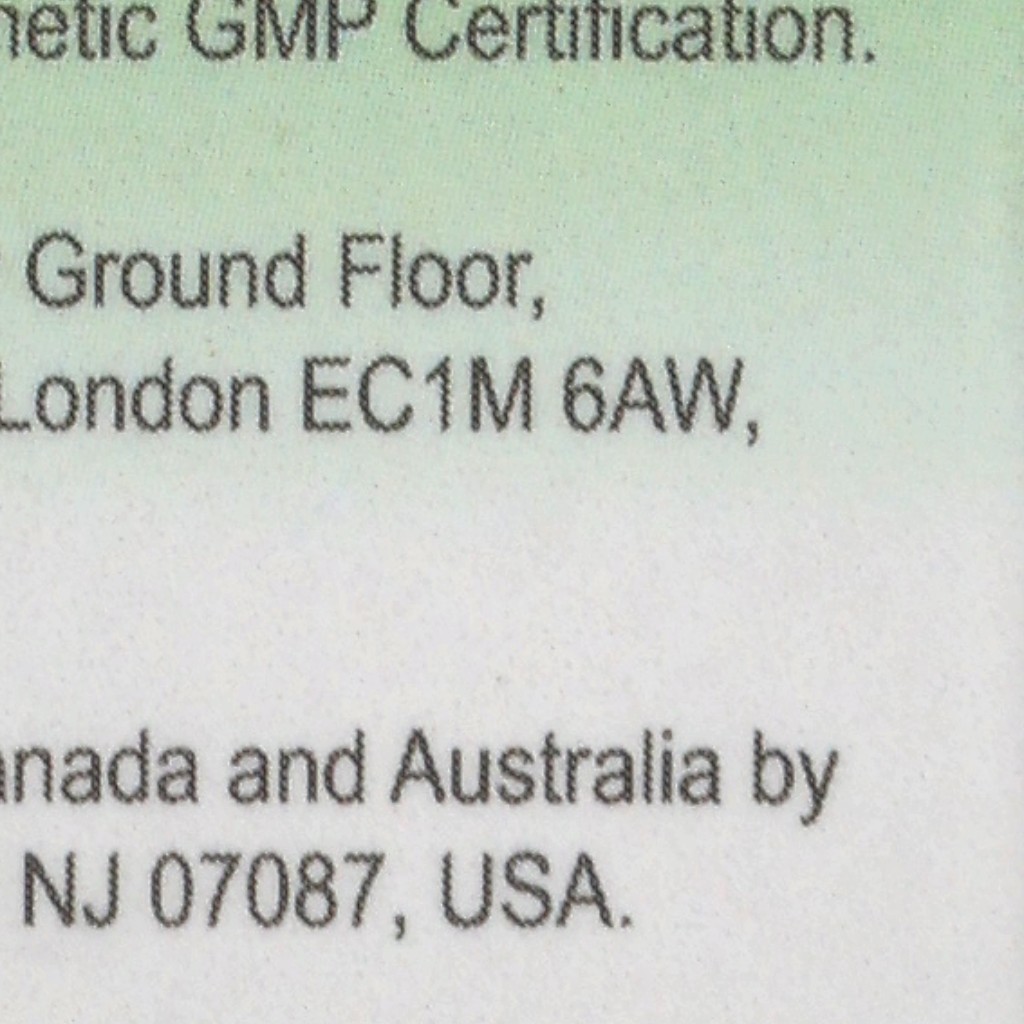 netic GMP Certification.
Ground Floor,
London EC1M 6AW,
anada and Australia by
NJ 07087, USA.